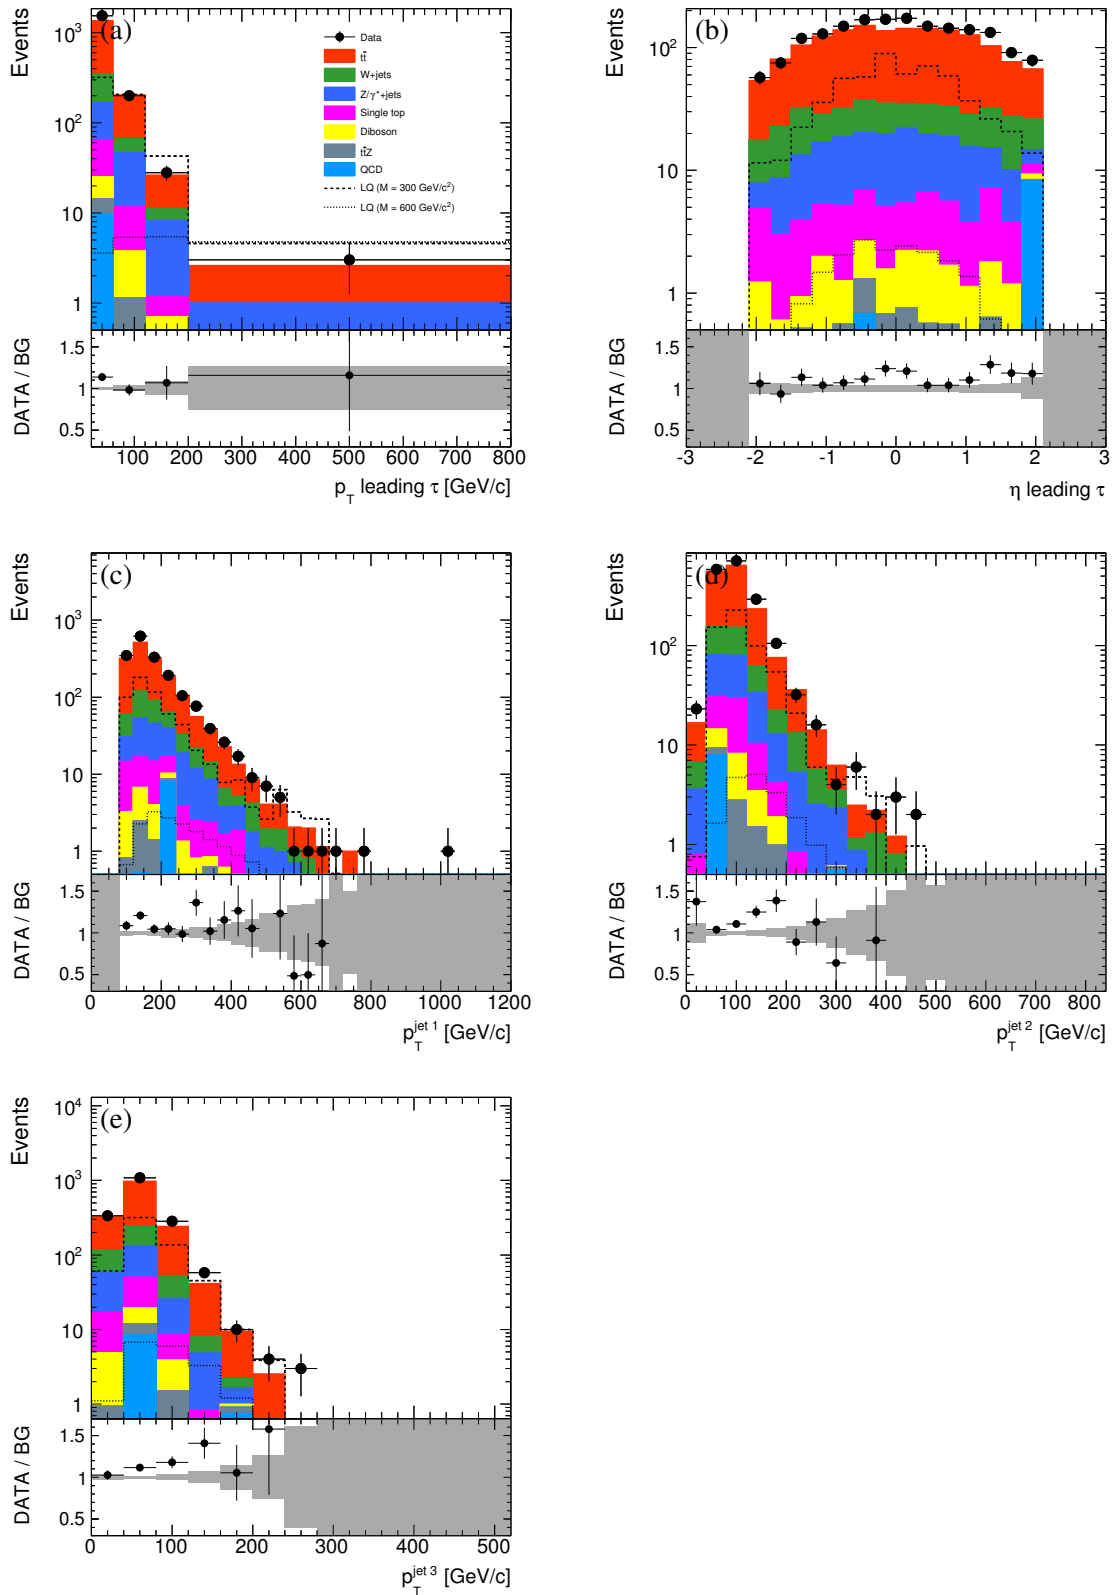 (a)
Events
10³
10²
10
1
Data
tt̄
W+jets
Z/γ*+jets
Single top
Diboson
tt̄Z
QCD
LQ (M = 300 GeV/c²)
LQ (M = 600 GeV/c²)
DATA / BG
1.5
1
0.5
100 200 300 400 500 600 700 800
p_T leading τ [GeV/c]
(b)
Events
10²
10
1
DATA / BG
1.5
1
0.5
-3 -2 -1 0 1 2 3
η leading τ
(c)
Events
10³
10²
10
1
DATA / BG
1.5
1
0.5
0 200 400 600 800 1000 1200
p_T^jet 1 [GeV/c]
(d)
Events
10²
10
1
DATA / BG
1.5
1
0.5
0 100 200 300 400 500 600 700 800
p_T^jet 2 [GeV/c]
(e)
Events
10⁴
10³
10²
10
1
DATA / BG
1.5
1
0.5
0 100 200 300 400 500
p_T^jet 3 [GeV/c]